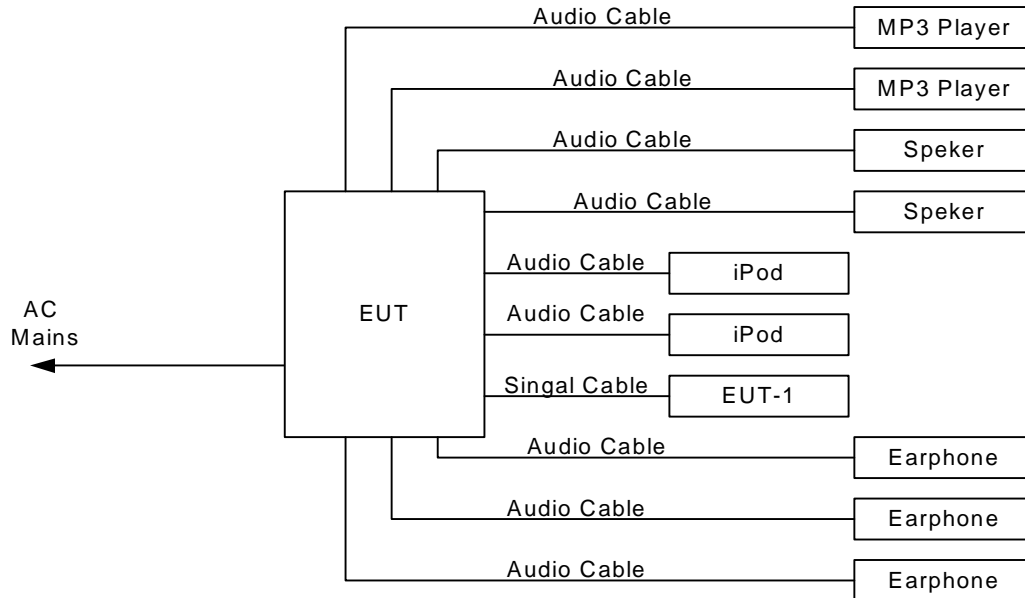 Audio Cable
MP3 Player
Audio Cable
MP3 Player
Audio Cable
Speker
Audio Cable
Speker
Audio Cable
iPod
AC
Mains
EUT
Audio Cable
iPod
Singal Cable
EUT-1
Audio Cable
Earphone
Audio Cable
Earphone
Audio Cable
Earphone